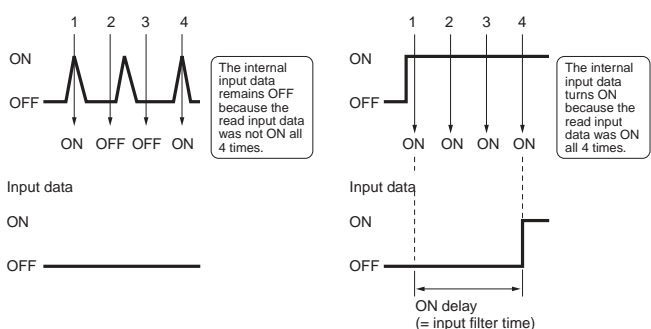 1 2 3 4
ON
OFF
The internal
input data
remains OFF
because the
read input data
was not ON all
4 times.
ON OFF OFF ON
Input data
ON
OFF
1 2 3 4
ON
OFF
The internal
input data
turns ON
because the
read input
data was ON
all 4 times.
ON ON ON ON
Input data
ON
OFF
ON delay
(= input filter time)